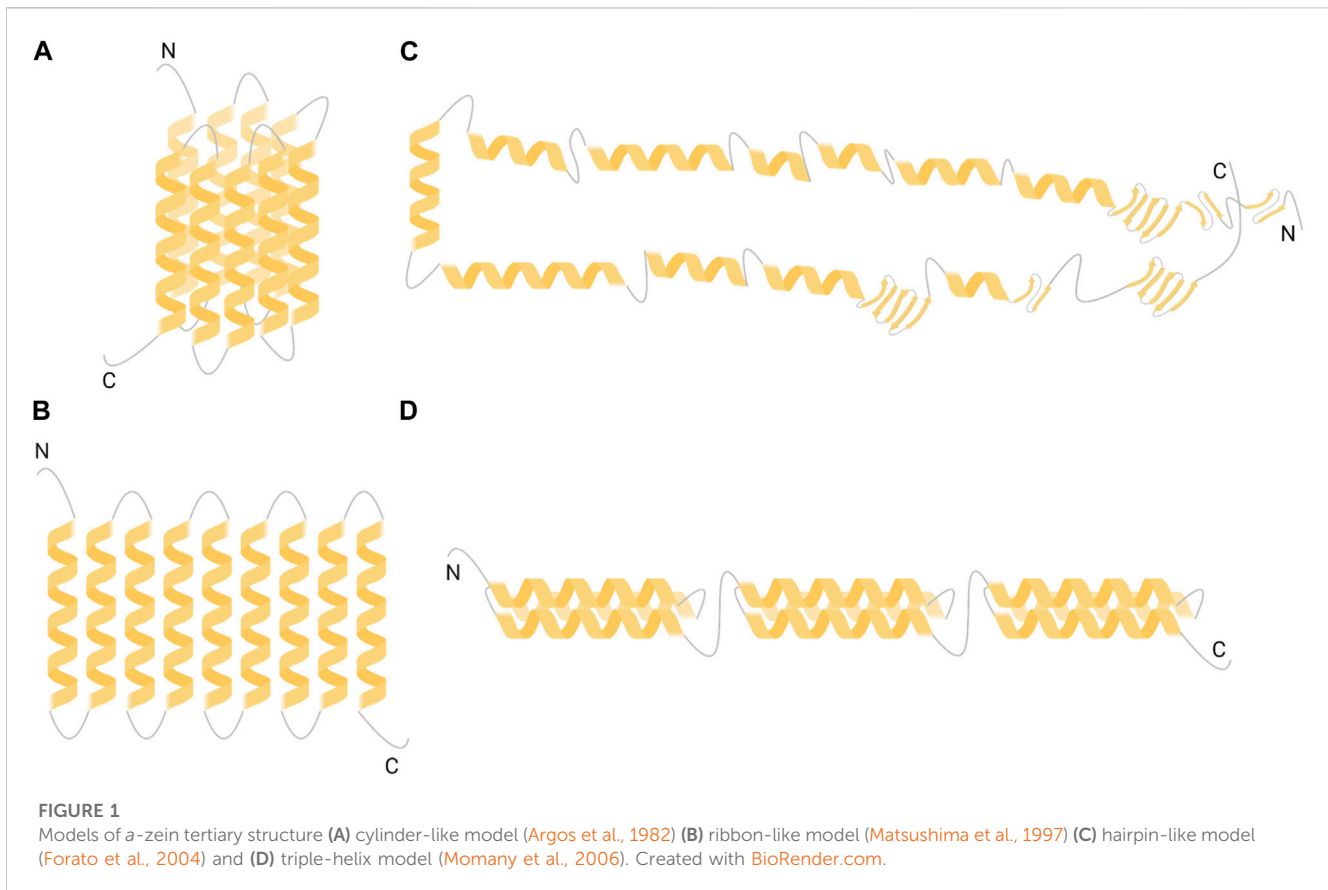 A
N
C
B
N
C
C
C
N
D
N
C
FIGURE 1
Models of a-zein tertiary structure (A) cylinder-like model (Argos et al., 1982) (B) ribbon-like model (Matsushima et al., 1997) (C) hairpin-like model
(Forato et al., 2004) and (D) triple-helix model (Momany et al., 2006). Created with BioRender.com.